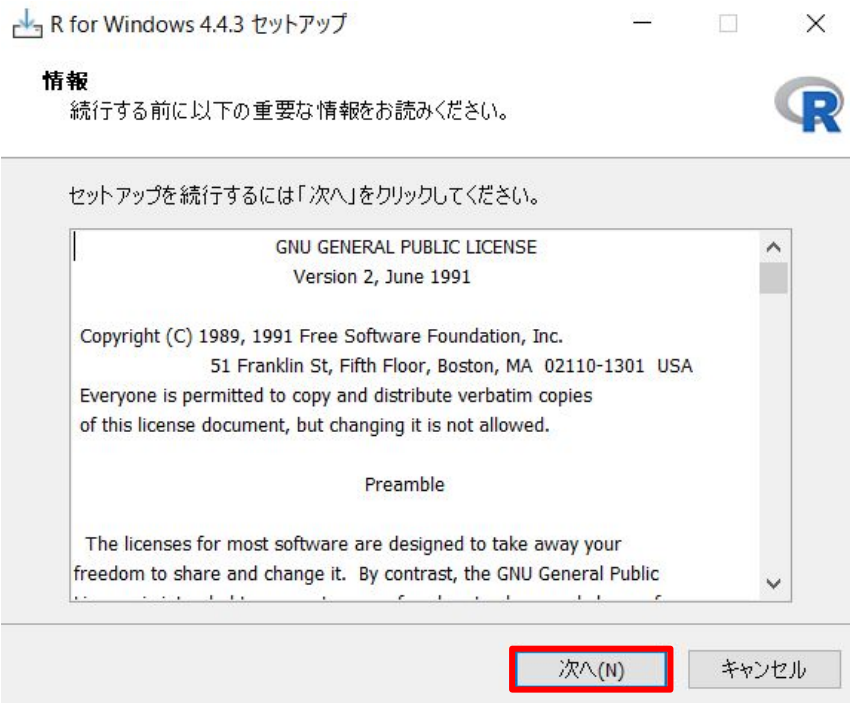 R for Windows 4.4.3 セットアップ
情報
続行する前に以下の重要な情報をお読みください。
R
セットアップを続行するには「次へ」をクリックしてください。
GNU GENERAL PUBLIC LICENSE
Version 2, June 1991
Copyright (C) 1989, 1991 Free Software Foundation, Inc.
51 Franklin St, Fifth Floor, Boston, MA 02110-1301 USA
Everyone is permitted to copy and distribute verbatim copies
of this license document, but changing it is not allowed.
Preamble
The licenses for most software are designed to take away your
freedom to share and change it. By contrast, the GNU General Public
次へ(N)
キャンセル